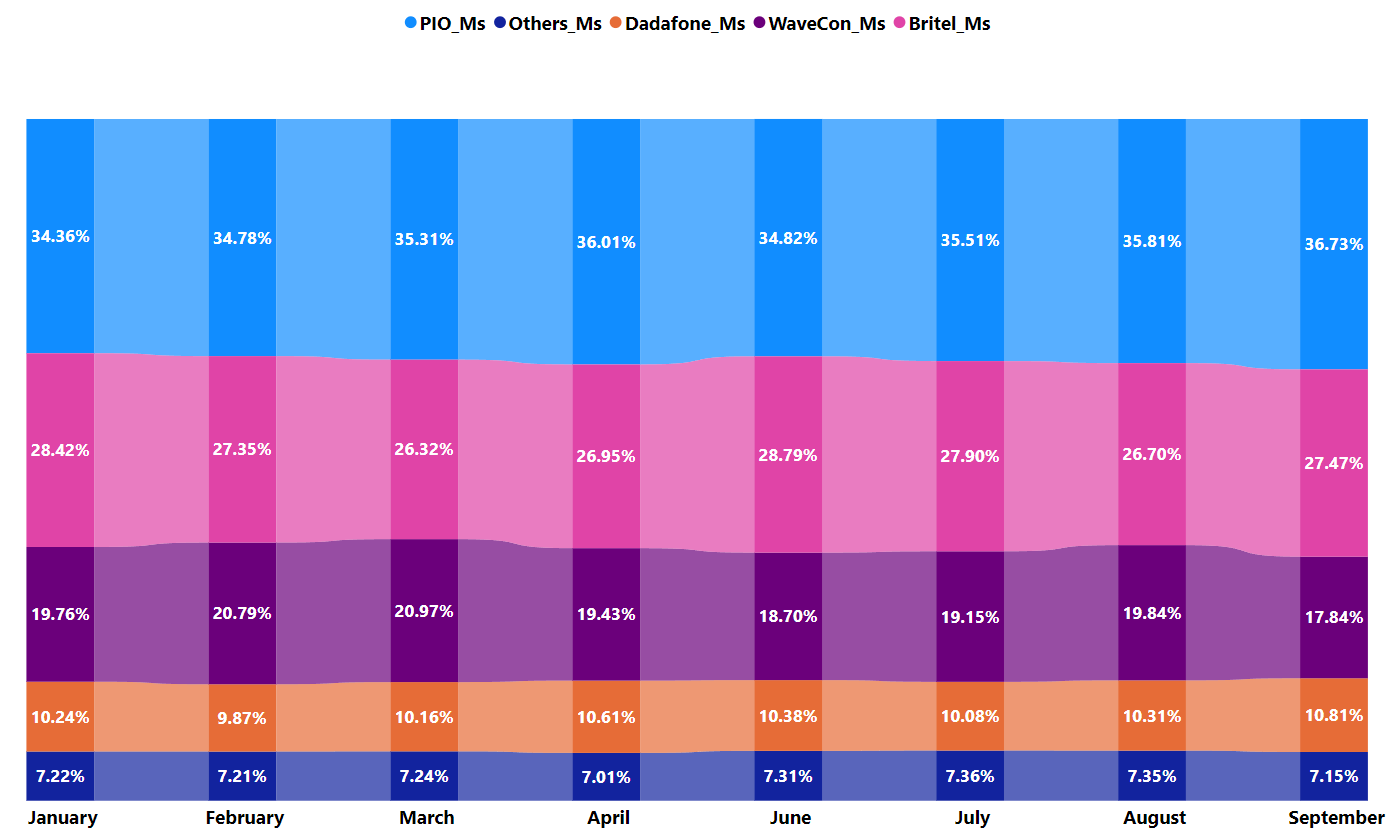 PIO_Ms Others_Ms Dadafone_Ms WaveCon_Ms Britel_Ms
34.36% 34.78% 35.31% 36.01% 34.82% 35.51% 35.81% 36.73%
28.42% 27.35% 26.32% 26.95% 28.79% 27.90% 26.70% 27.47%
19.76% 20.79% 20.97% 19.43% 18.70% 19.15% 19.84% 17.84%
10.24% 9.87% 10.16% 10.61% 10.38% 10.08% 10.31% 10.81%
7.22% 7.21% 7.24% 7.01% 7.31% 7.36% 7.35% 7.15%
January February March April June July August September